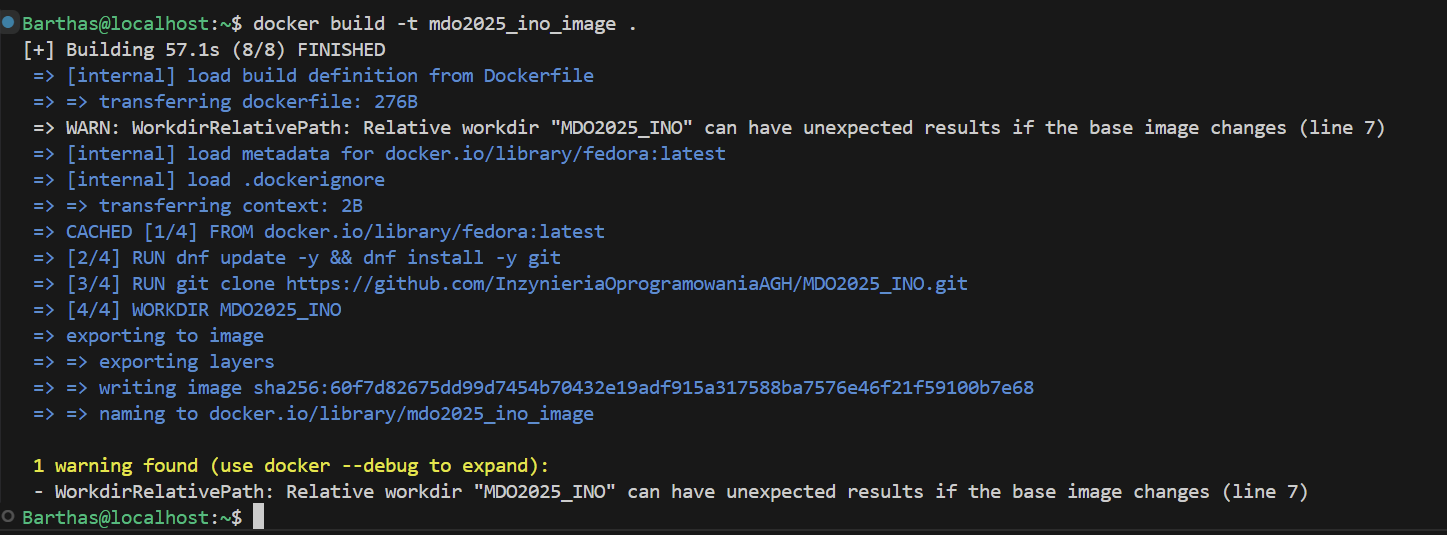 Barthas@localhost:~$ docker build -t mdo2025_ino_image .
[+] Building 57.1s (8/8) FINISHED
=> [internal] load build definition from Dockerfile
=> => transferring dockerfile: 276B
=> WARN: WorkdirRelativePath: Relative workdir "MDO2025_INO" can have unexpected results if the base image changes (line 7)
=> [internal] load metadata for docker.io/library/fedora:latest
=> [internal] load .dockerignore
=> => transferring context: 2B
=> CACHED [1/4] FROM docker.io/library/fedora:latest
=> [2/4] RUN dnf update -y && dnf install -y git
=> [3/4] RUN git clone https://github.com/InzynieriaOprogramowaniaAGH/MDO2025_INO.git
=> [4/4] WORKDIR MDO2025_INO
=> exporting to image
=> => exporting layers
=> => writing image sha256:60f7d82675dd99d7454b70432e19adf915a317588ba7576e46f21f59100b7e68
=> => naming to docker.io/library/mdo2025_ino_image
1 warning found (use docker --debug to expand):
- WorkdirRelativePath: Relative workdir "MDO2025_INO" can have unexpected results if the base image changes (line 7)
Barthas@localhost:~$